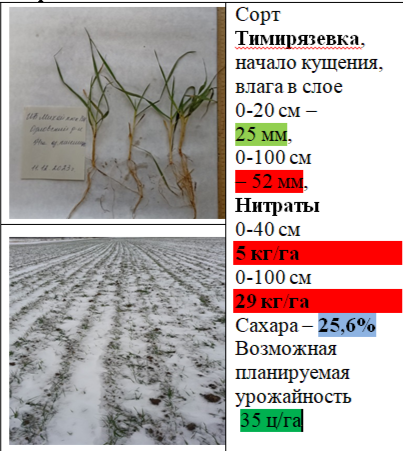 Сорт
Тимирязевка,
начало кущения,
влага в слое
0-20 см –
25 мм,
0-100 см
– 52 мм,
Нитраты
0-40 см
5 кг/га
0-100 см
29 кг/га
Сахара – 25,6%
Возможная
планируемая
урожайность
35 ц/га